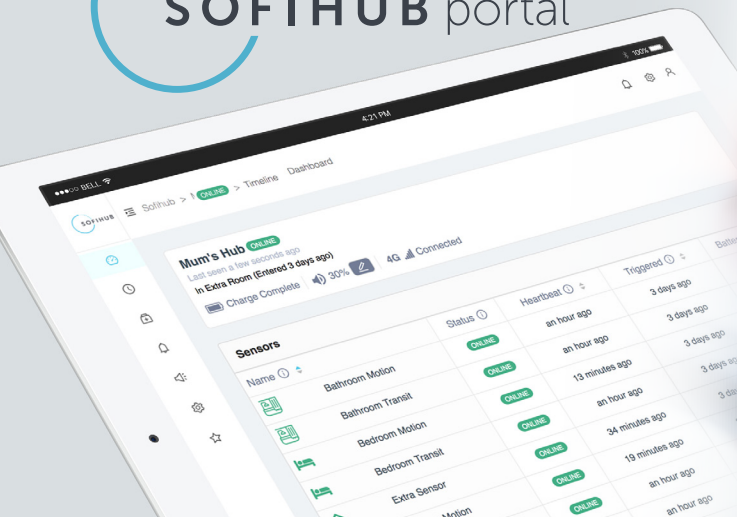 SOFIHUB portal
BELL
4:21 PM
100%
SOFIHUB
Sofihub > ONLINE > Timeline Dashboard
Mum's Hub ONLINE
Last seen a few seconds ago
In Extra Room (Entered 3 days ago)
Charge Complete 30% 4G Connected
Sensors
Name Status Heartbeat Triggered
Bathroom Motion ONLINE an hour ago 3 days ago
Bathroom Transit ONLINE an hour ago 3 days ago
Bedroom Motion ONLINE 13 minutes ago 3 days ago
Bedroom Transit ONLINE an hour ago 3 days ago
Extra Sensor ONLINE 34 minutes ago
Motion ONLINE 19 minutes ago
ONLINE an hour ago
an hour ago